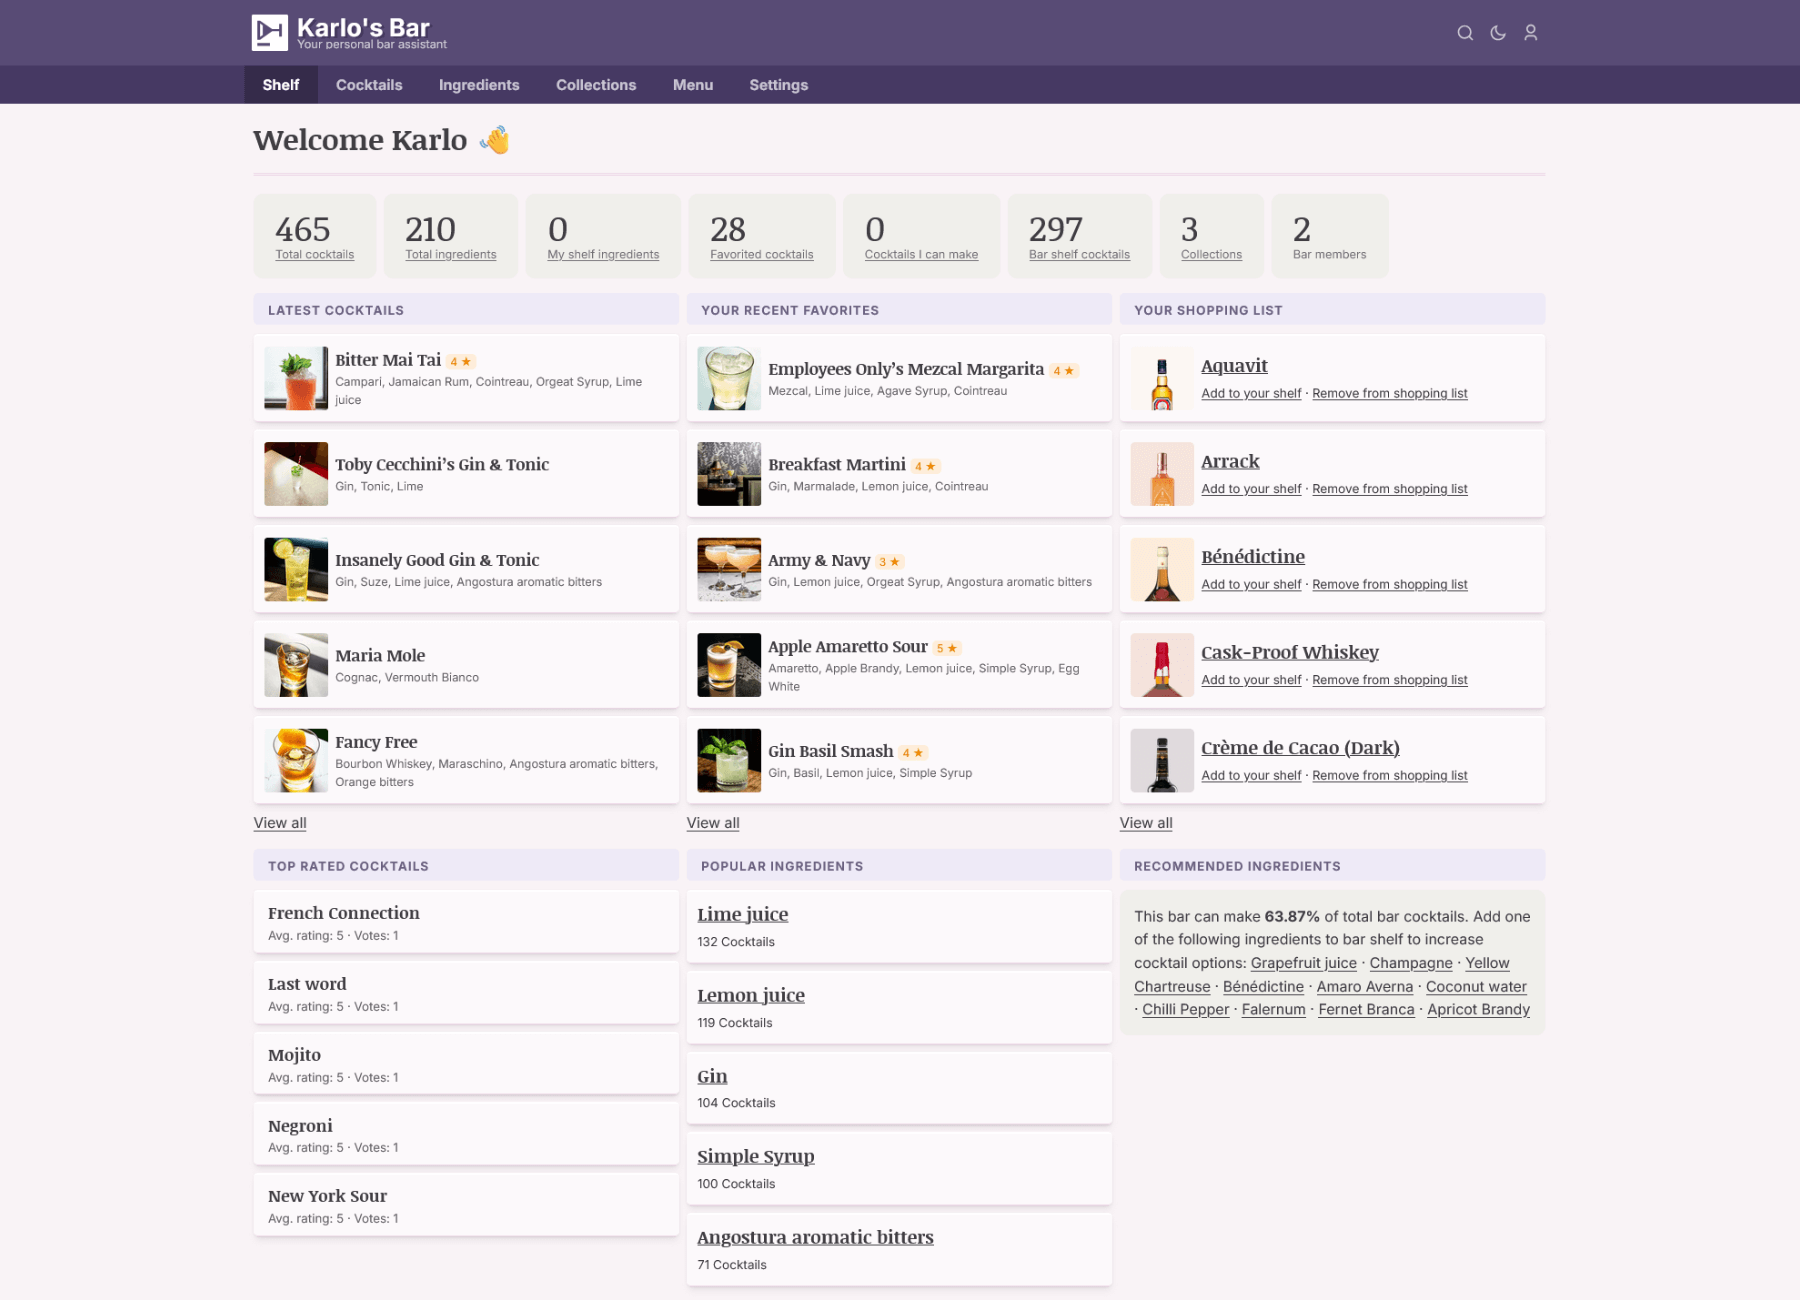 Karlo's Bar
Your personal bar assistant
Shelf
Cocktails
Ingredients
Collections
Menu
Settings
Welcome Karlo 👋
465
Total cocktails
210
Total ingredients
0
My shelf ingredients
28
Favorited cocktails
0
Cocktails I can make
297
Bar shelf cocktails
3
Collections
2
Bar members
LATEST COCKTAILS
Bitter Mai Tai 4 ★
Campari, Jamaican Rum, Cointreau, Orgeat Syrup, Lime
juice
Toby Cecchini’s Gin & Tonic
Gin, Tonic, Lime
Insanely Good Gin & Tonic
Gin, Suze, Lime juice, Angostura aromatic bitters
Maria Mole
Cognac, Vermouth Bianco
Fancy Free
Bourbon Whiskey, Maraschino, Angostura aromatic bitters,
Orange bitters
View all
YOUR RECENT FAVORITES
Employees Only’s Mezcal Margarita 4 ★
Mezcal, Lime juice, Agave Syrup, Cointreau
Breakfast Martini 4 ★
Gin, Marmalade, Lemon juice, Cointreau
Army & Navy 3 ★
Gin, Lemon juice, Orgeat Syrup, Angostura aromatic bitters
Apple Amaretto Sour 5 ★
Amaretto, Apple Brandy, Lemon juice, Simple Syrup, Egg
White
Gin Basil Smash 4 ★
Gin, Basil, Lemon juice, Simple Syrup
View all
YOUR SHOPPING LIST
Aquavit
Add to your shelf · Remove from shopping list
Arrack
Add to your shelf · Remove from shopping list
Bénédictine
Add to your shelf · Remove from shopping list
Cask-Proof Whiskey
Add to your shelf · Remove from shopping list
Crème de Cacao (Dark)
Add to your shelf · Remove from shopping list
View all
TOP RATED COCKTAILS
French Connection
Avg. rating: 5 · Votes: 1
Last word
Avg. rating: 5 · Votes: 1
Mojito
Avg. rating: 5 · Votes: 1
Negroni
Avg. rating: 5 · Votes: 1
New York Sour
Avg. rating: 5 · Votes: 1
POPULAR INGREDIENTS
Lime juice
132 Cocktails
Lemon juice
119 Cocktails
Gin
104 Cocktails
Simple Syrup
100 Cocktails
Angostura aromatic bitters
71 Cocktails
RECOMMENDED INGREDIENTS
This bar can make 63.87% of total bar cocktails. Add one
of the following ingredients to bar shelf to increase
cocktail options: Grapefruit juice · Champagne · Yellow
Chartreuse · Bénédictine · Amaro Averna · Coconut water
· Chilli Pepper · Falernum · Fernet Branca · Apricot Brandy